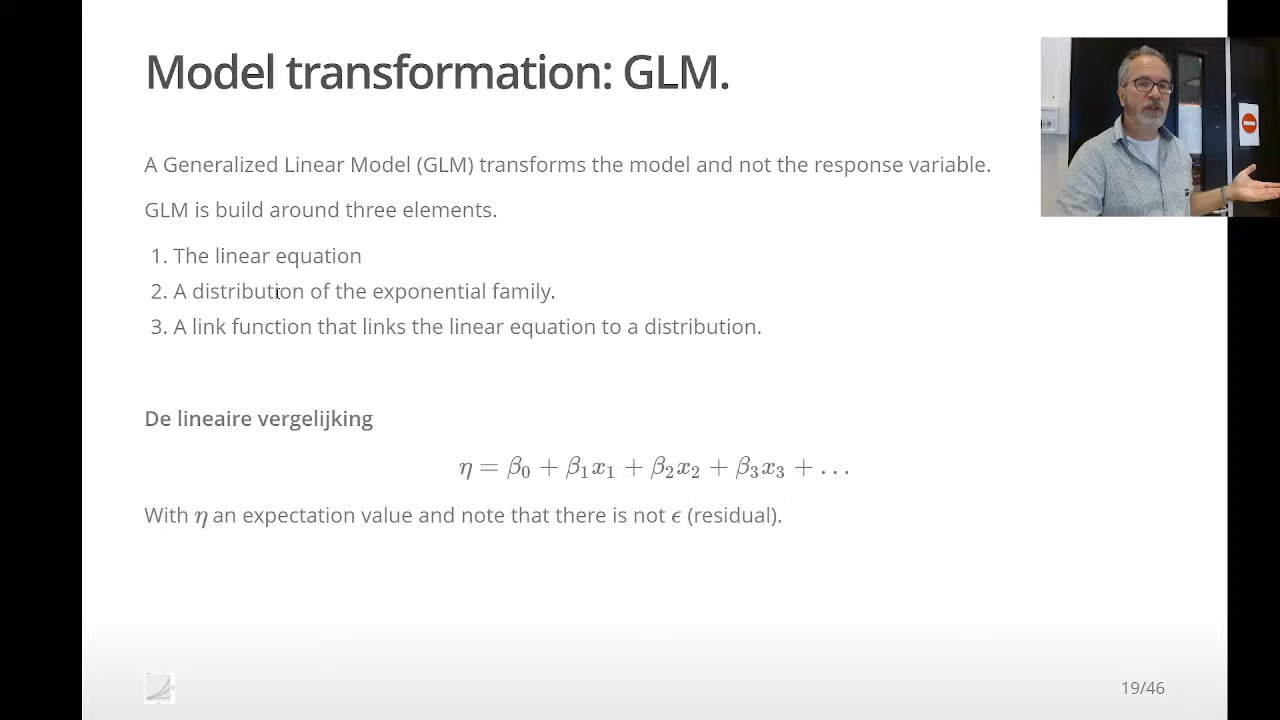 Model transformation: GLM.
A Generalized Linear Model (GLM) transforms the model and not the response variable.
GLM is build around three elements.
1. The linear equation
2. A distribution of the exponential family.
3. A link function that links the linear equation to a distribution.
De lineaire vergelijking
η = β₀ + β₁x₁ + β₂x₂ + β₃x₃ + …
With η an expectation value and note that there is not ϵ (residual).
19/46